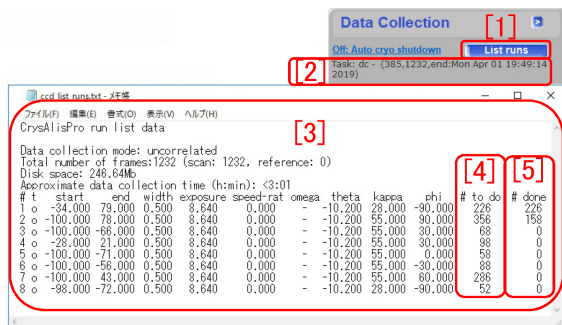 Data Collection
[1]
Off: Auto cryo shutdown
List runs
[2]
Task: dc - (385,1232,end:Mon Apr 01 19:49:14 2019)
ccd list runs.txt - メモ帳
ファイル(F) 編集(E) 書式(O) 表示(V) ヘルプ(H)
CrysAlisPro run list data
[3]
Data collection mode: uncorrelated
Total number of frames:1232 (scan: 1232, reference: 0)
Disk space: 246.64Mb
Approximate data collection time (h:min): <3:01
[4] [5]
# t start end width exposure speed-rat omega theta kappa phi # to do # done
1 o -34.000 79.000 0.500 8.640 0.000 - -10.200 28.000 -90.000 226 226
2 o -100.000 78.000 0.500 8.640 0.000 - -10.200 55.000 90.000 356 158
3 o -100.000 -66.000 0.500 8.640 0.000 - -10.200 55.000 30.000 68 0
4 o -28.000 21.000 0.500 8.640 0.000 - -10.200 55.000 30.000 98 0
5 o -100.000 -71.000 0.500 8.640 0.000 - -10.200 55.000 0.000 58 0
6 o -100.000 -56.000 0.500 8.640 0.000 - -10.200 55.000 -30.000 88 0
7 o -100.000 43.000 0.500 8.640 0.000 - -10.200 55.000 60.000 286 0
8 o -98.000 -72.000 0.500 8.640 0.000 - -10.200 28.000 -90.000 52 0